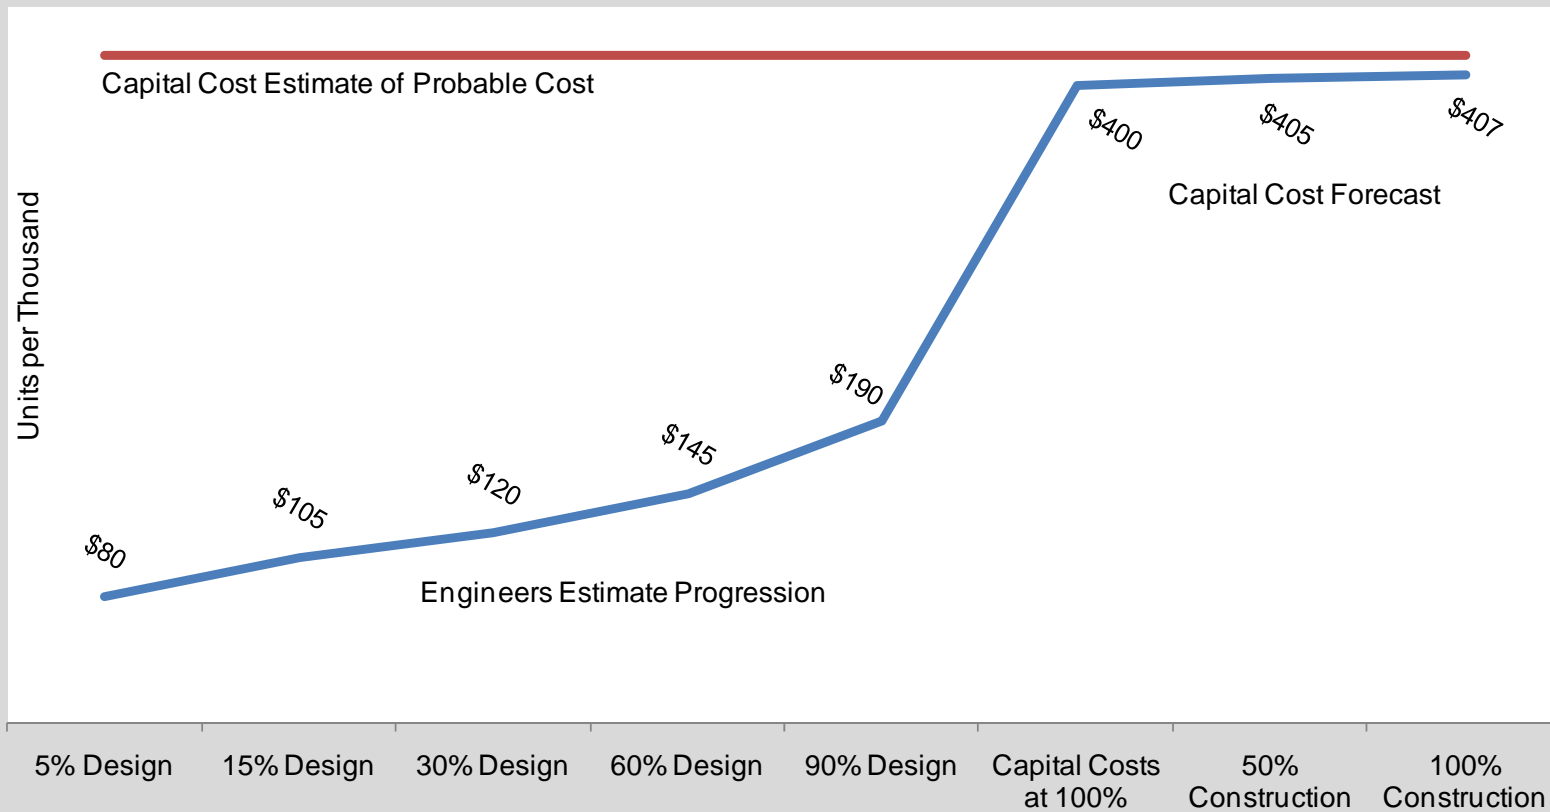 Capital Cost Estimate of Probable Cost
$400
$405
$407
Capital Cost Forecast
Units per Thousand
$190
$145
$120
$105
$80
Engineers Estimate Progression
5% Design
15% Design
30% Design
60% Design
90% Design
Capital Costs
at 100%
50%
Construction
100%
Construction